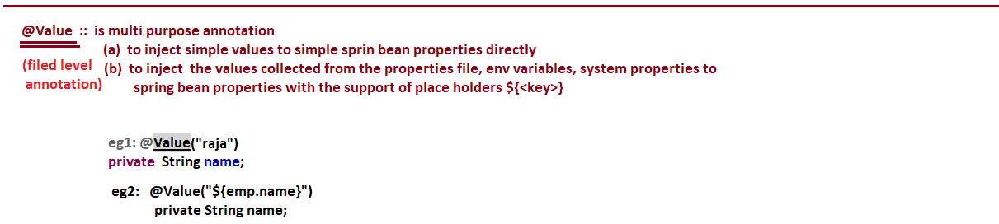 @Value :: is multi purpose annotation
(a) to inject simple values to simple sprin bean properties directly
(filed level annotation)
(b) to inject the values collected from the properties file, env variables, system properties to
spring bean properties with the support of place holders ${<key>}
eg1: @Value("raja")
private String name;
eg2: @Value("${emp.name}")
private String name;